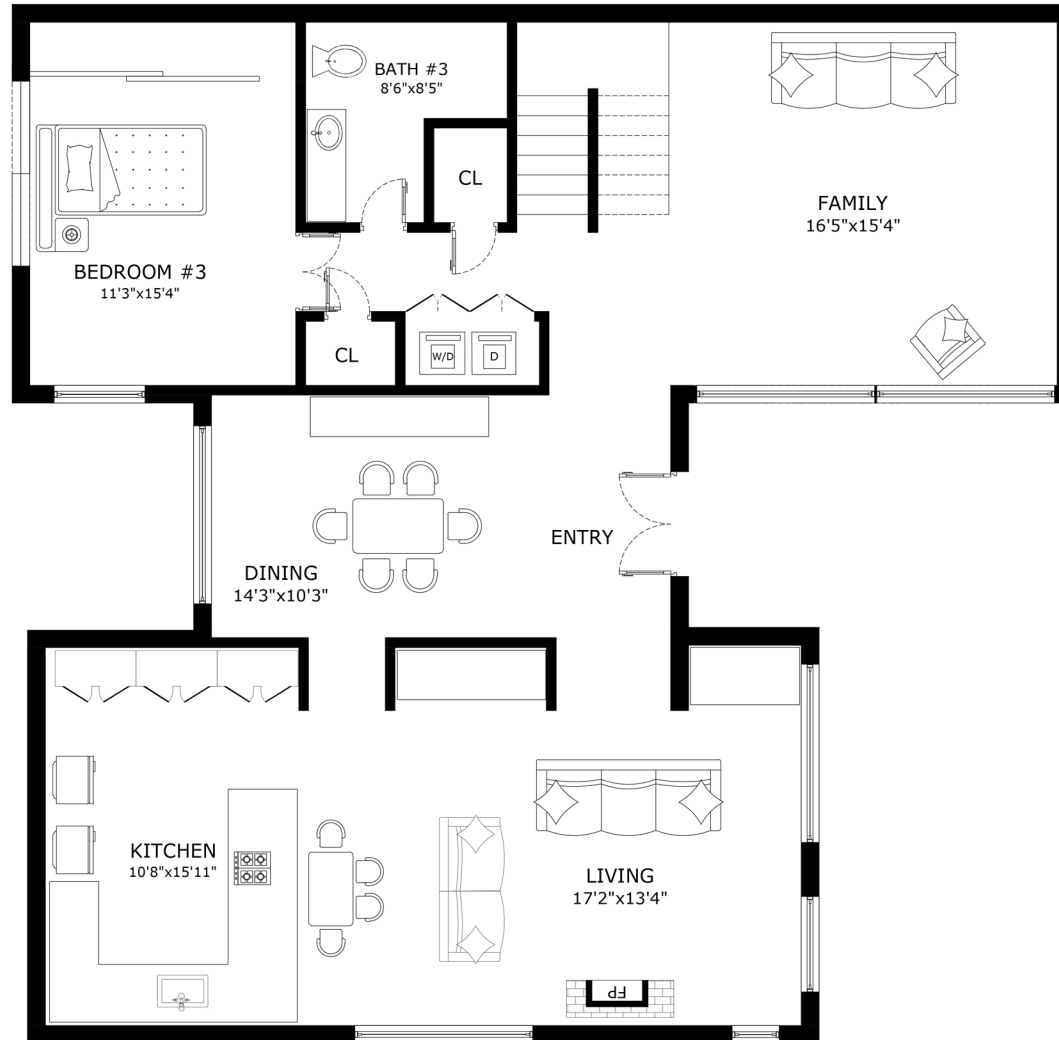 BATH #3
8'6"x8'5"
CL
FAMILY
16'5"x15'4"
BEDROOM #3
11'3"x15'4"
CL
W/D
D
ENTRY
DINING
14'3"x10'3"
KITCHEN
10'8"x15'11"
LIVING
17'2"x13'4"
FP